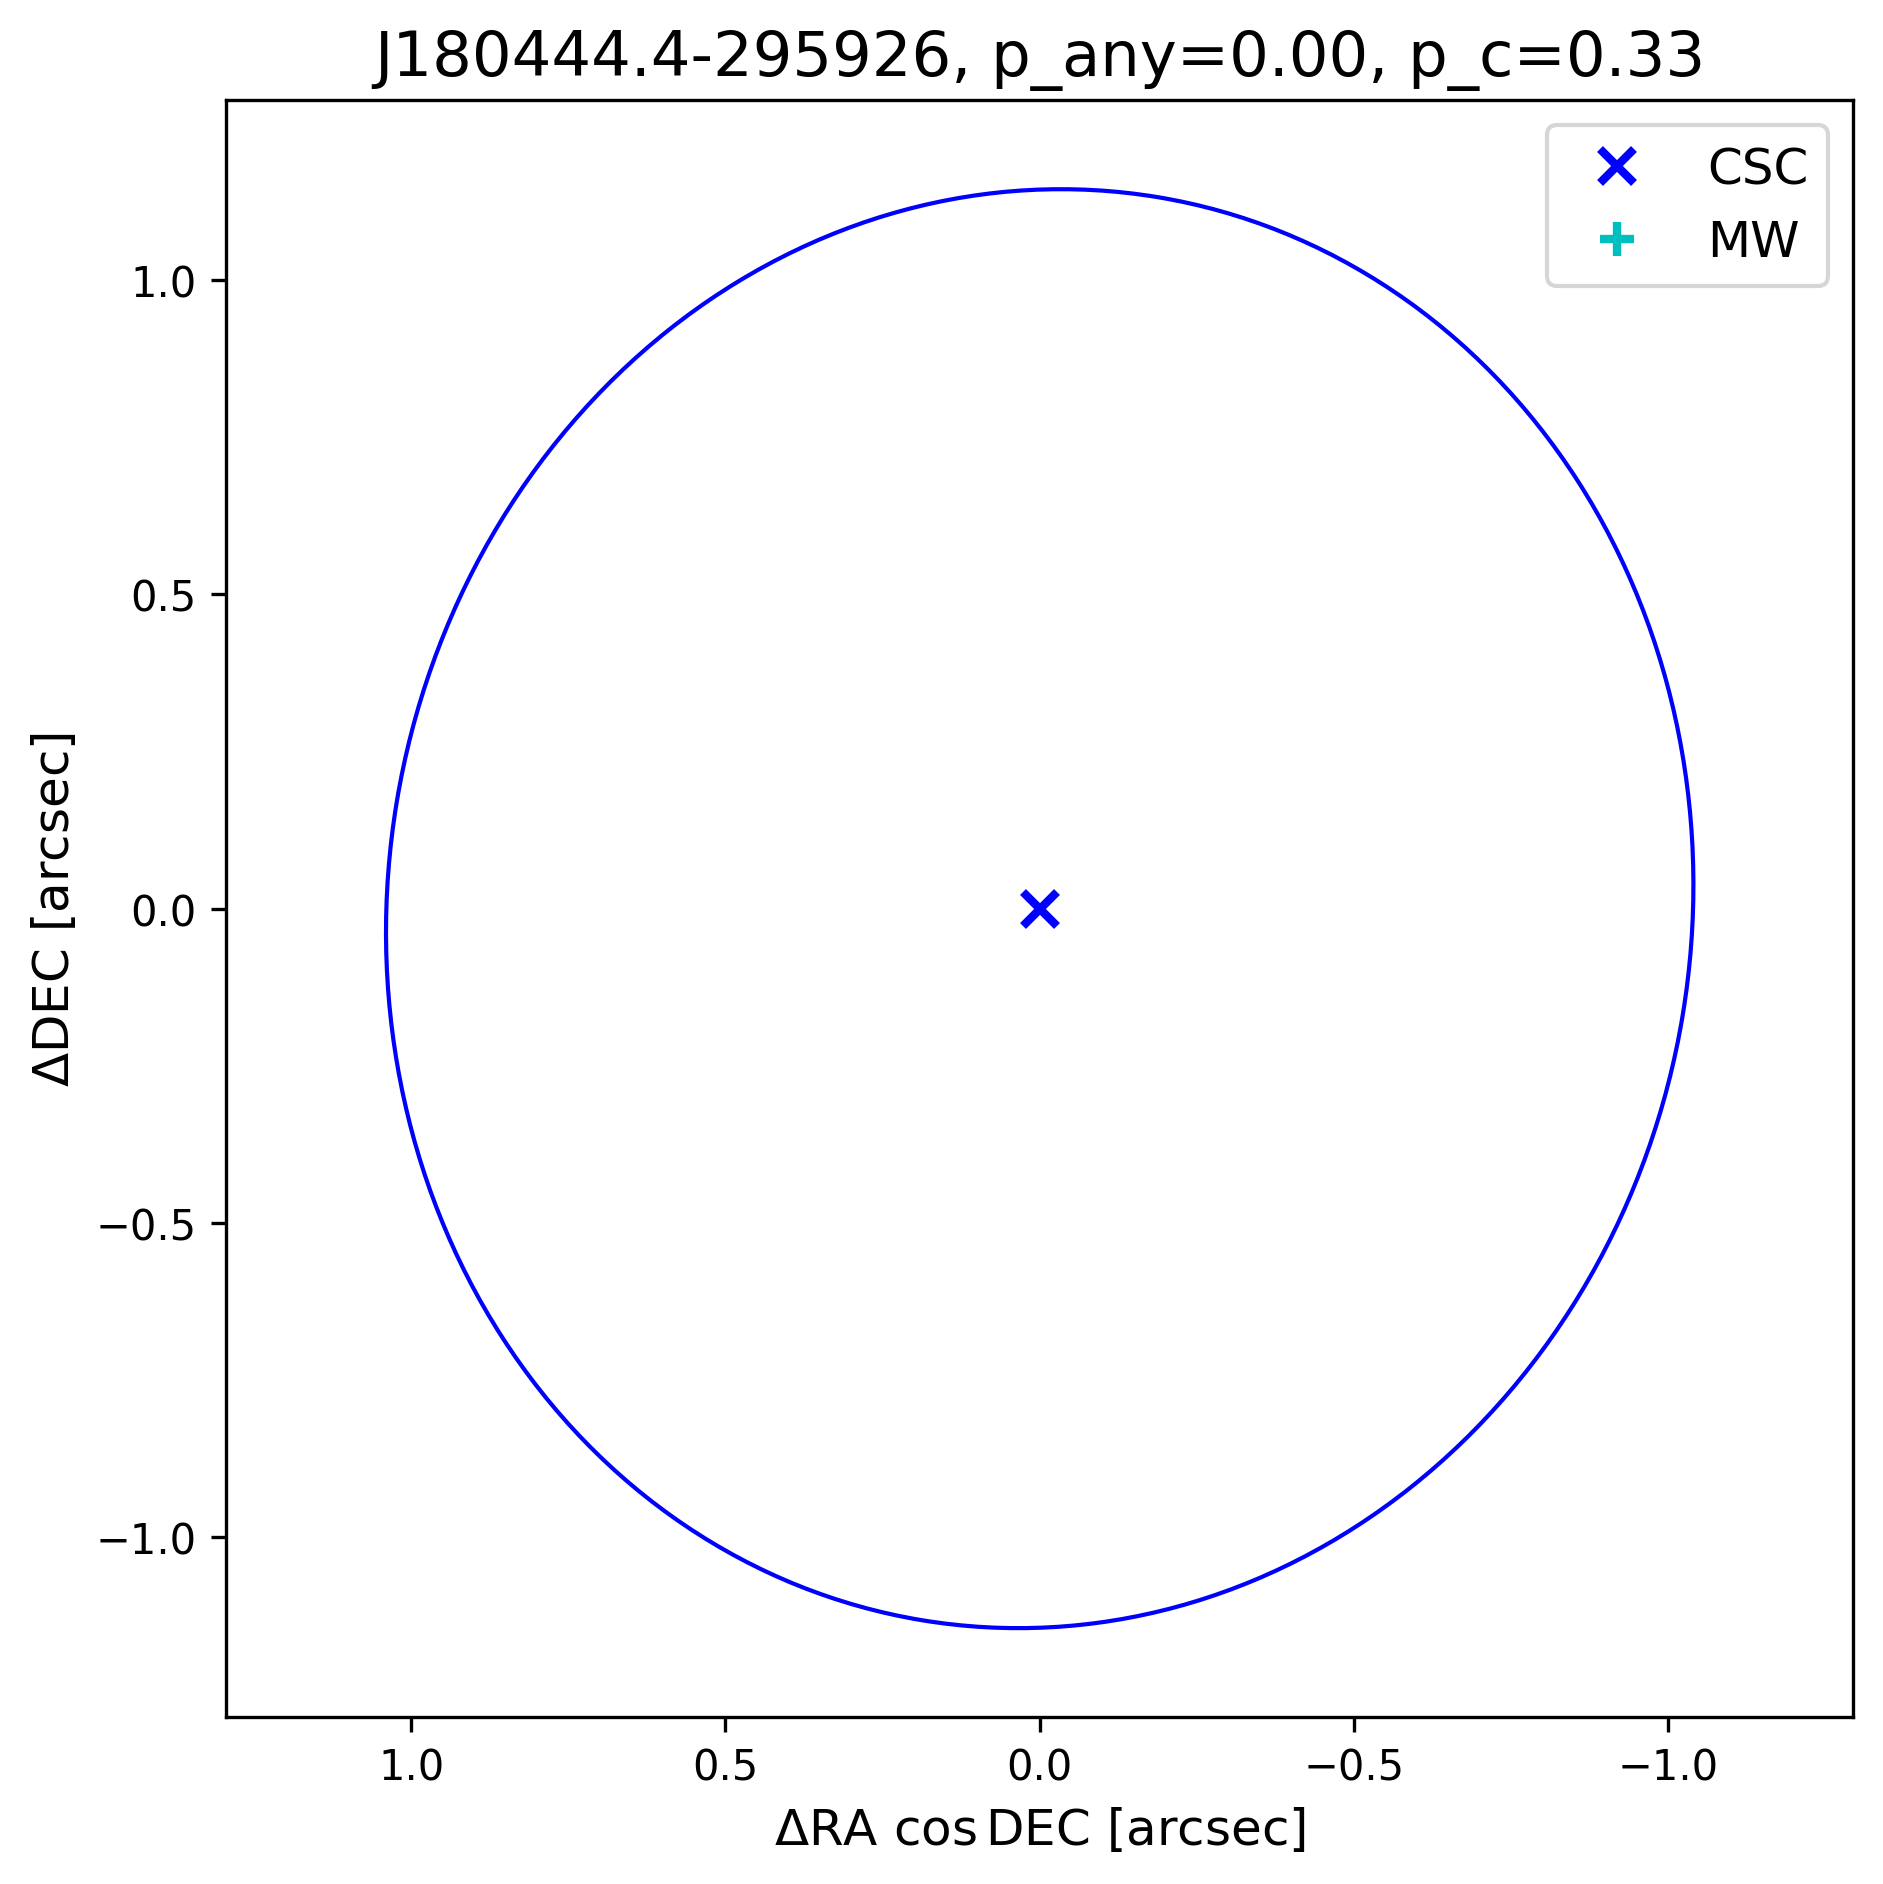 J180444.4-295926, p_any=0.00, p_c=0.33
CSC
MW
1.0
0.5
0.0
−0.5
−1.0
ΔDEC [arcsec]
1.0 0.5 0.0 −0.5 −1.0
ΔRA cos DEC [arcsec]